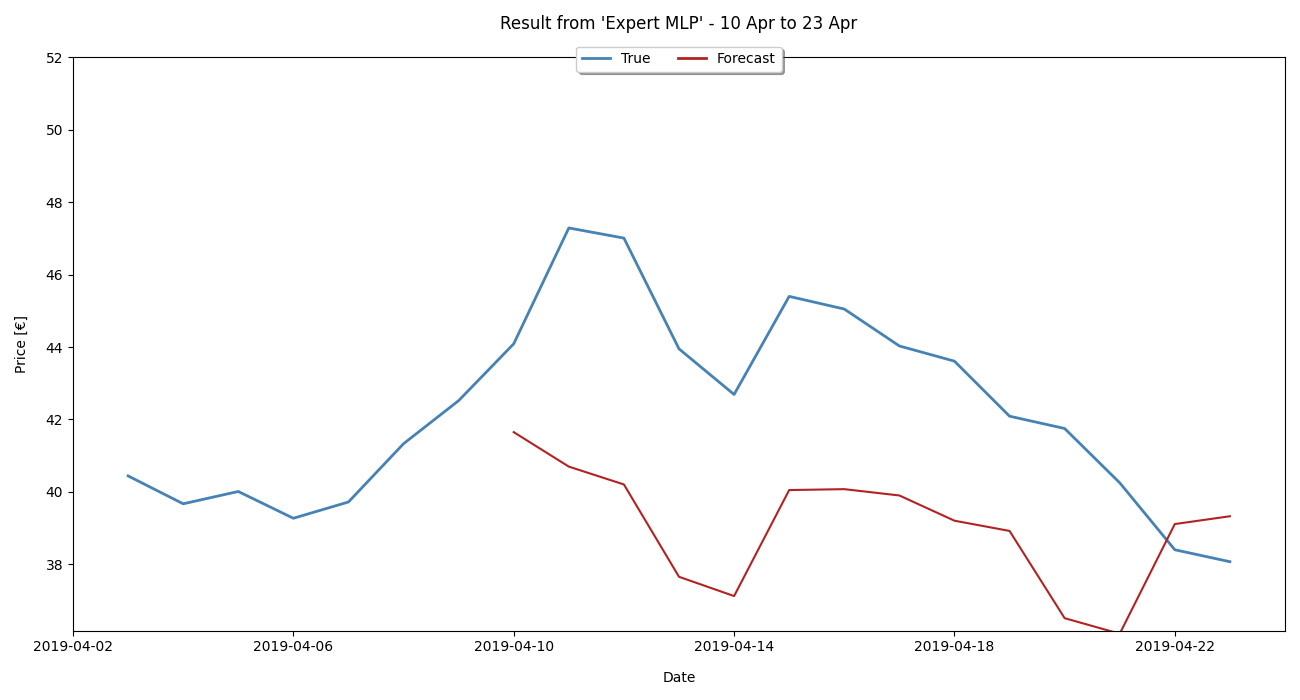 Result from 'Expert MLP' - 10 Apr to 23 Apr
True Forecast
52
50
48
46
44
42
40
38
Price [€]
2019-04-02 2019-04-06 2019-04-10 2019-04-14 2019-04-18 2019-04-22
Date